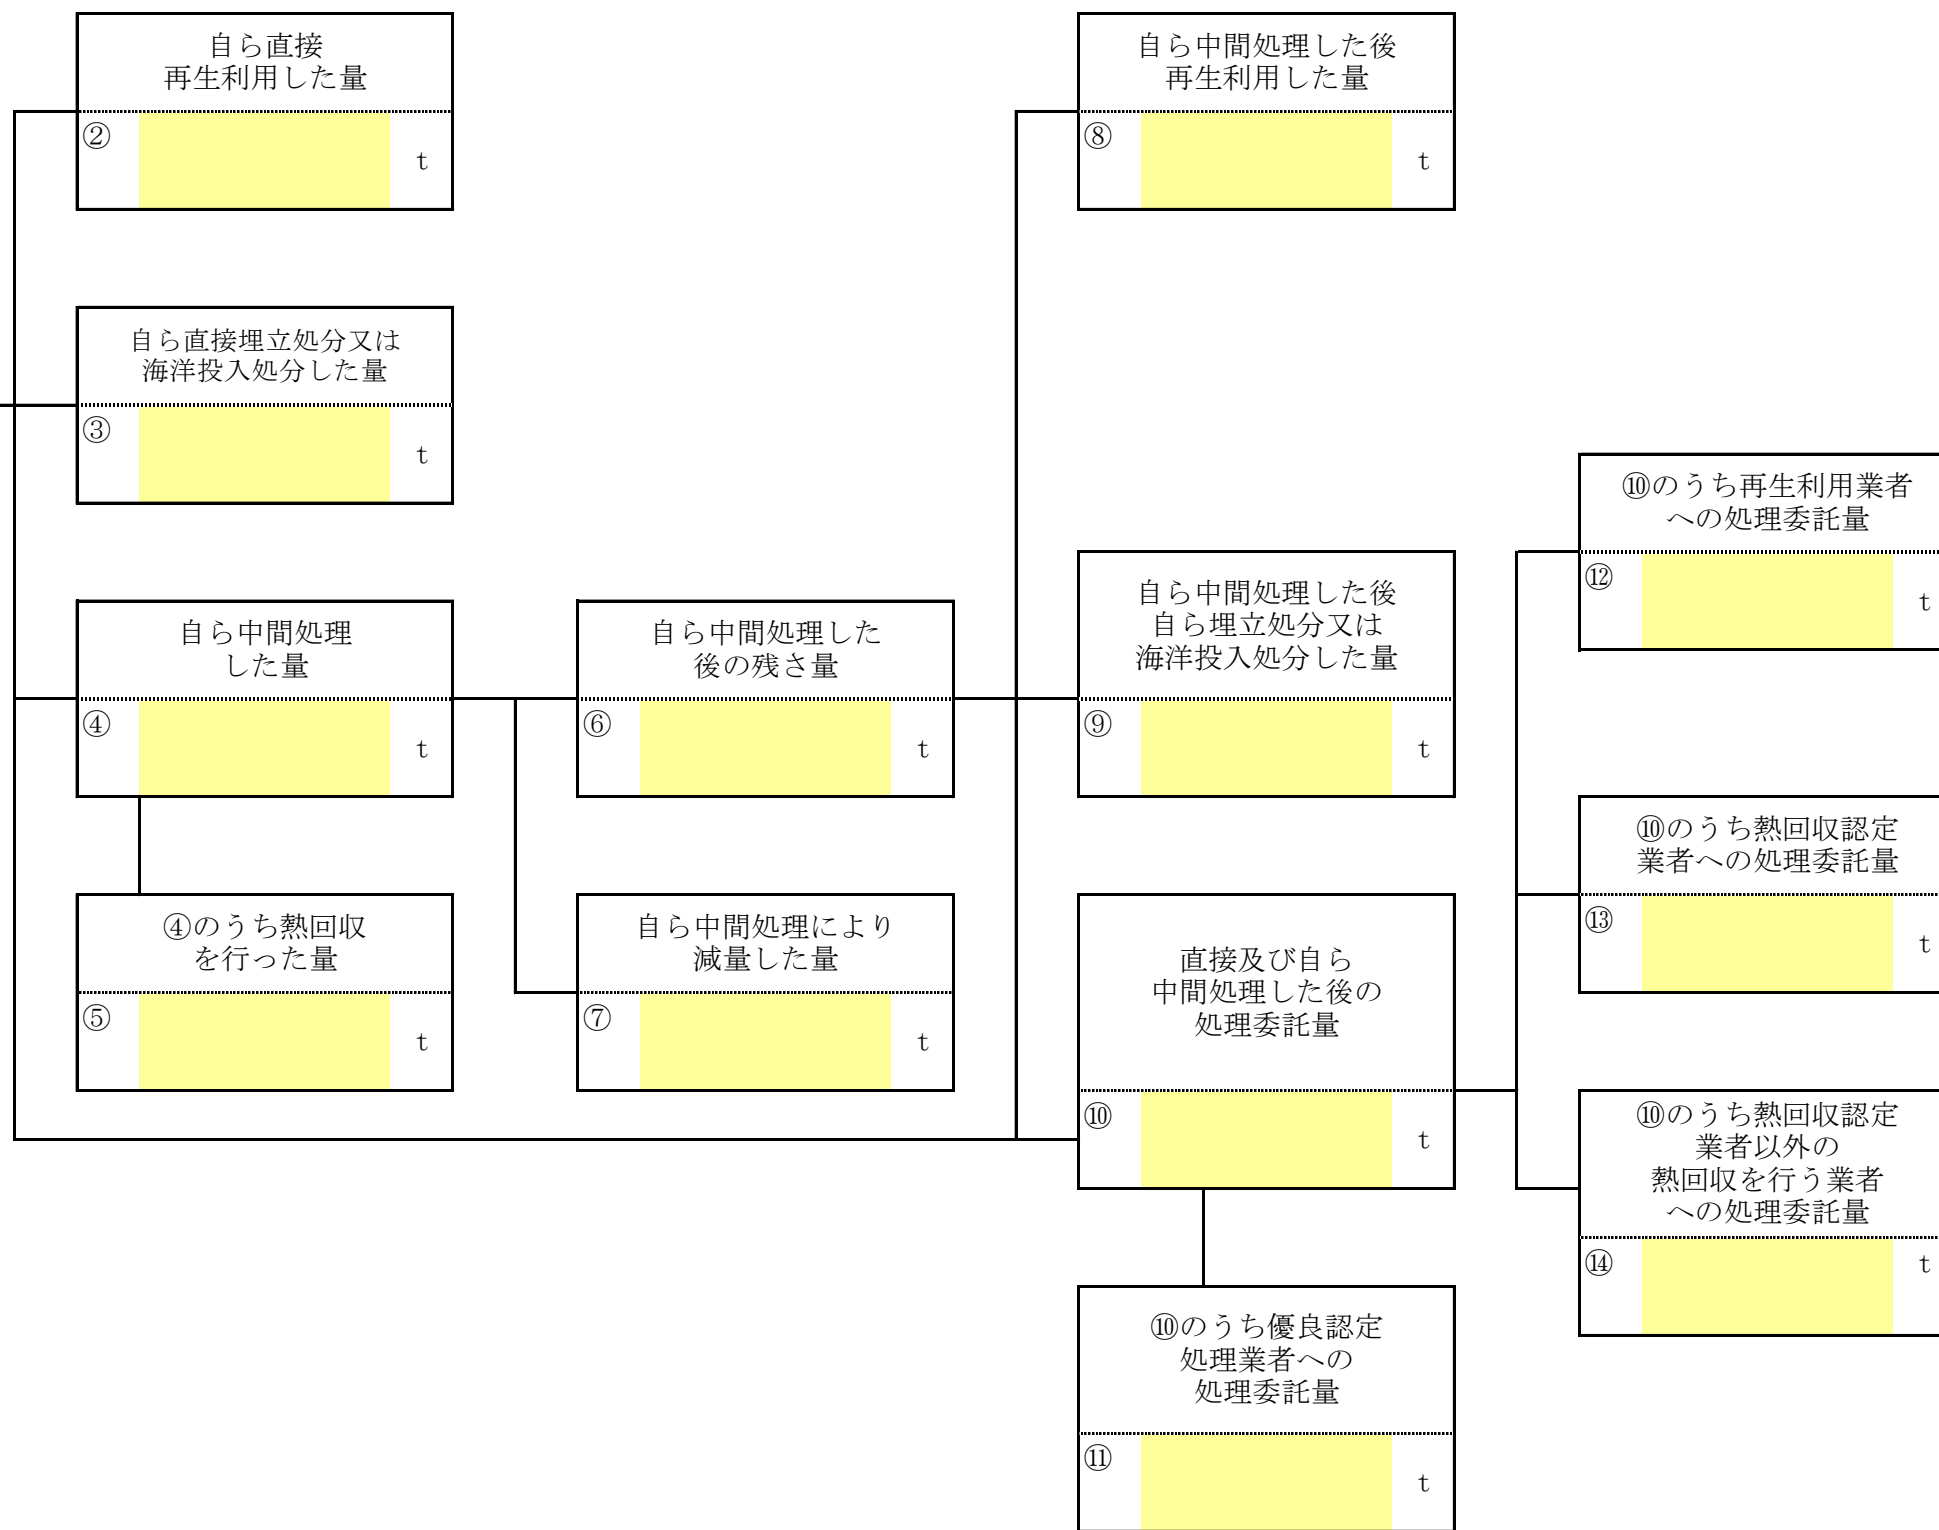 自ら直接
再生利用した量
②
t
自ら中間処理した後
再生利用した量
⑧
t
自ら直接埋立処分又は
海洋投入処分した量
③
t
⑩のうち再生利用業者
への処理委託量
⑫
t
自ら中間処理
した量
④
t
自ら中間処理した
後の残さ量
⑥
t
自ら中間処理した後
自ら埋立処分又は
海洋投入処分した量
⑨
t
⑩のうち熱回収認定
業者への処理委託量
⑬
t
④のうち熱回収
を行った量
⑤
t
自ら中間処理により
減量した量
⑦
t
直接及び自ら
中間処理した後の
処理委託量
⑩
t
⑩のうち熱回収認定
業者以外の
熱回収を行う業者
への処理委託量
⑭
t
⑩のうち優良認定
処理業者への
処理委託量
⑪
t